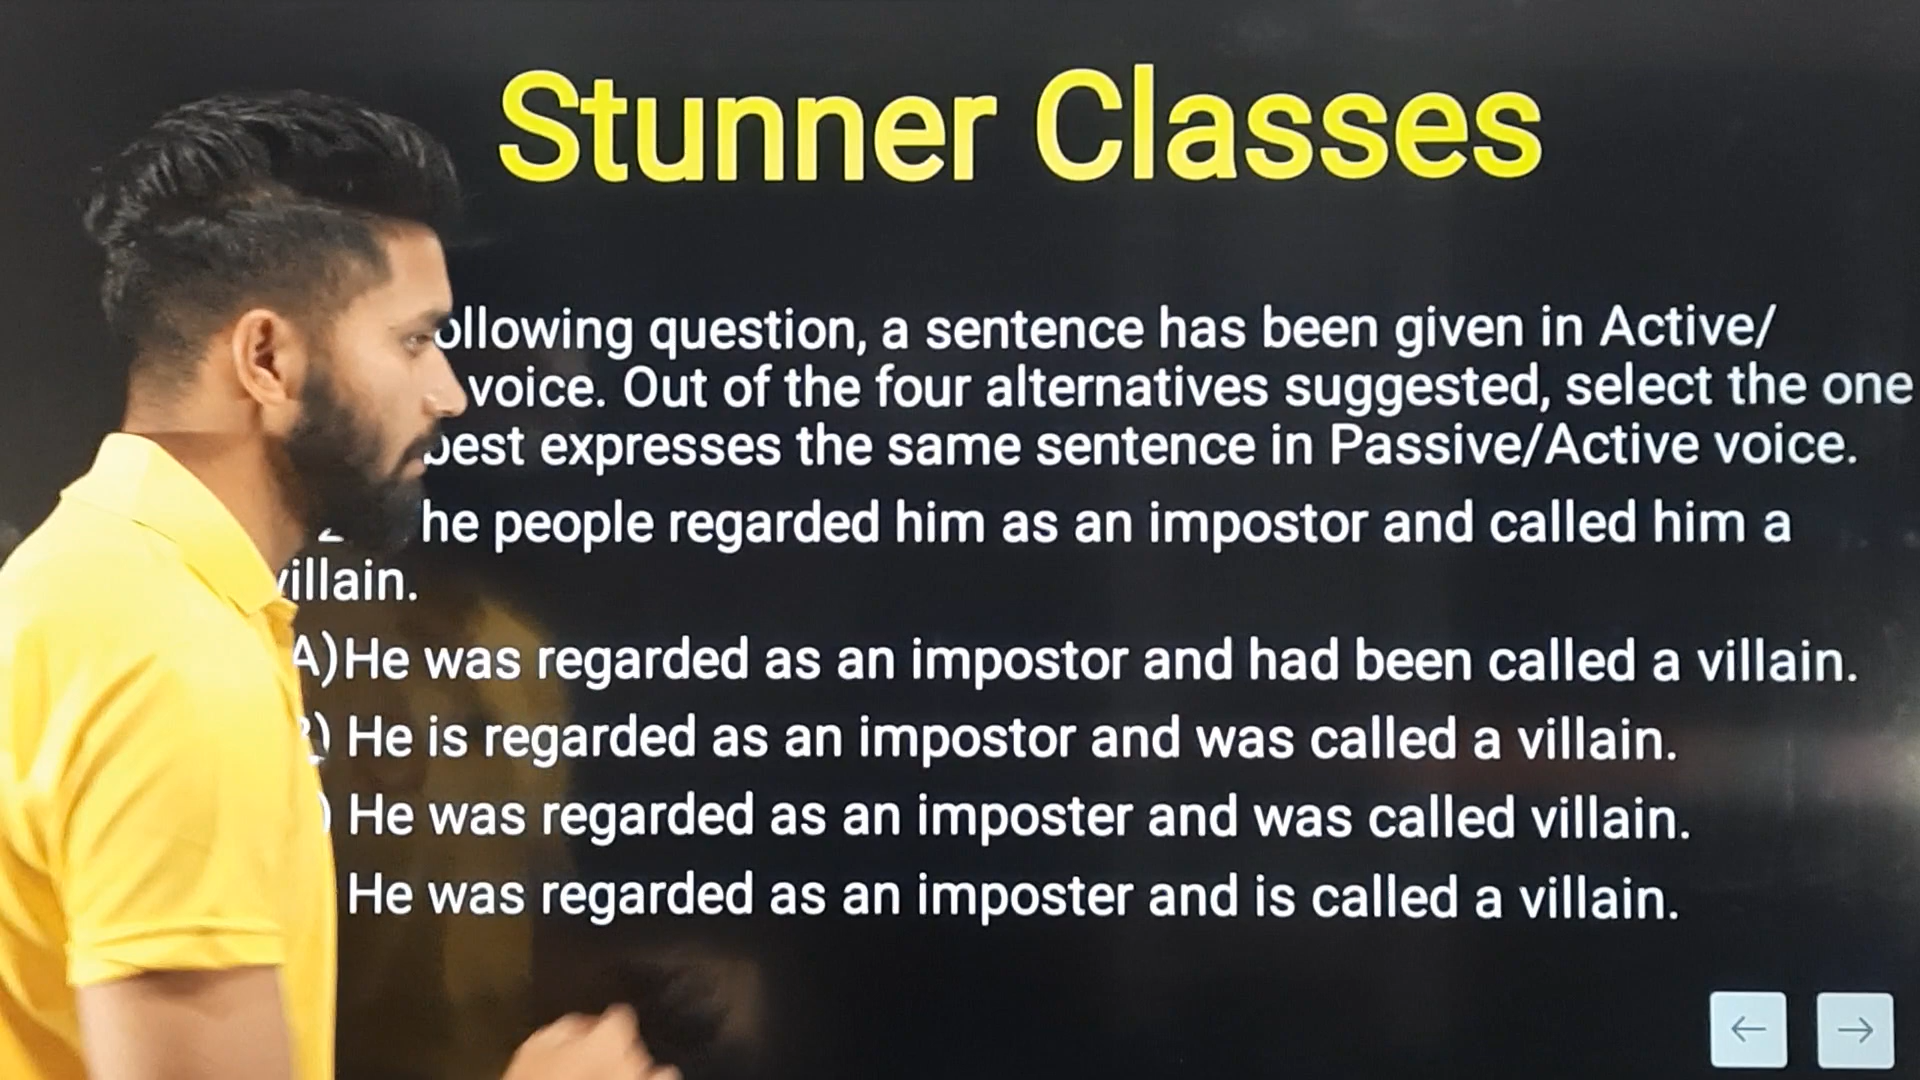 Stunner Classes
ollowing question, a sentence has been given in Active/
voice. Out of the four alternatives suggested, select the one
best expresses the same sentence in Passive/Active voice.
he people regarded him as an impostor and called him a
villain.
A)He was regarded as an impostor and had been called a villain.
) He is regarded as an impostor and was called a villain.
) He was regarded as an imposter and was called villain.
He was regarded as an imposter and is called a villain.